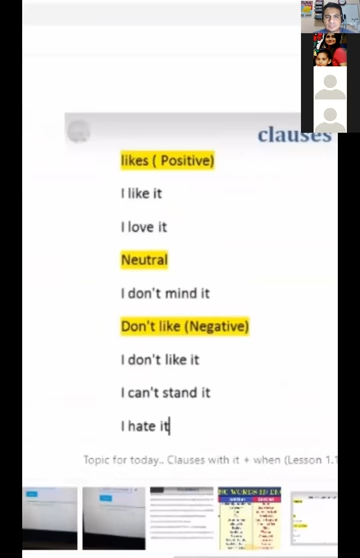 clauses
likes ( Positive)
I like it
I love it
Neutral
I don't mind it
Don't like (Negative)
I don't like it
I can't stand it
I hate it
Topic for today.. Clauses with it + when (Lesson 1.1